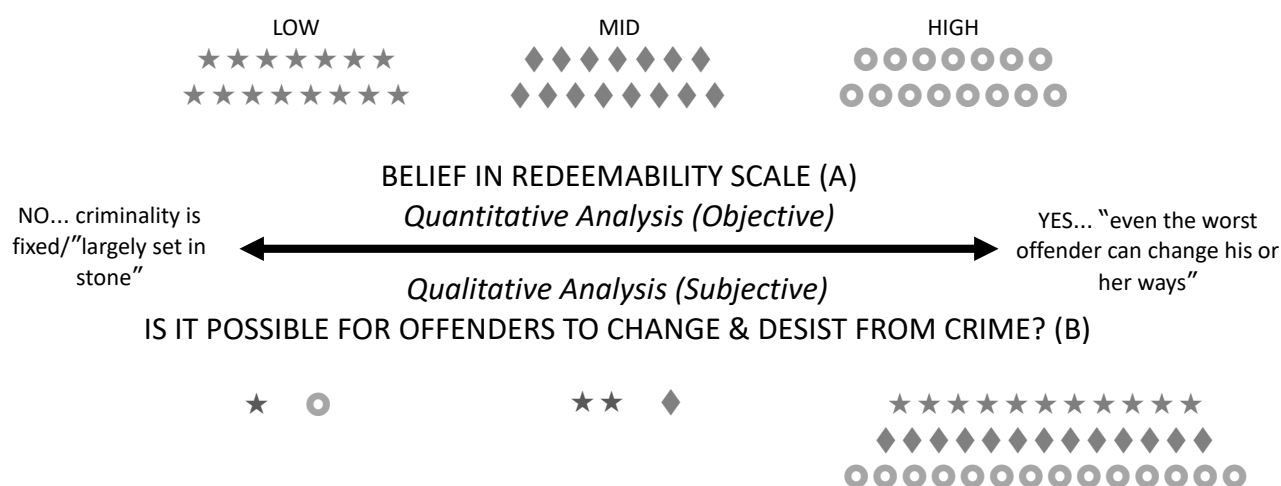 LOW
MID
HIGH
BELIEF IN REDEEMABILITY SCALE (A)
Quantitative Analysis (Objective)
NO... criminality is
fixed/”largely set in
stone”
YES... “even the worst
offender can change his or
her ways”
Qualitative Analysis (Subjective)
IS IT POSSIBLE FOR OFFENDERS TO CHANGE & DESIST FROM CRIME? (B)